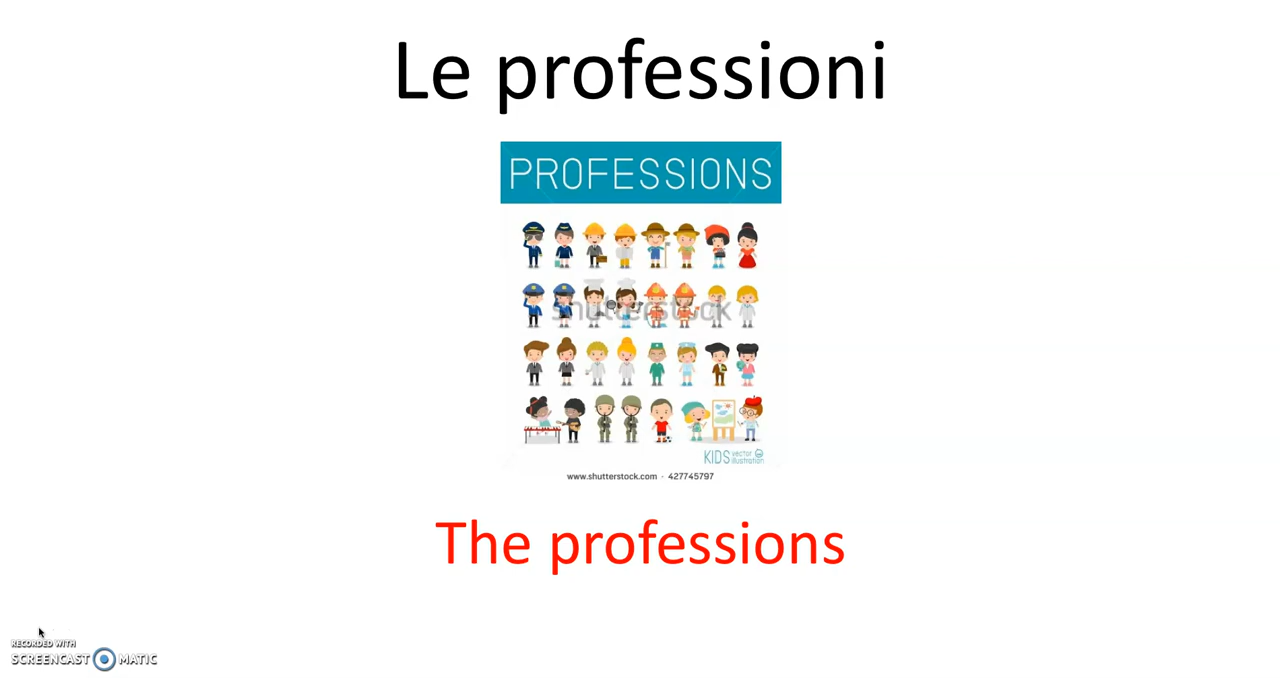 Le professioni
PROFESSIONS
shutterstock
KIDS vector illustration
www.shutterstock.com · 427745797
The professions
RECORDED WITH
SCREENCAST MATIC